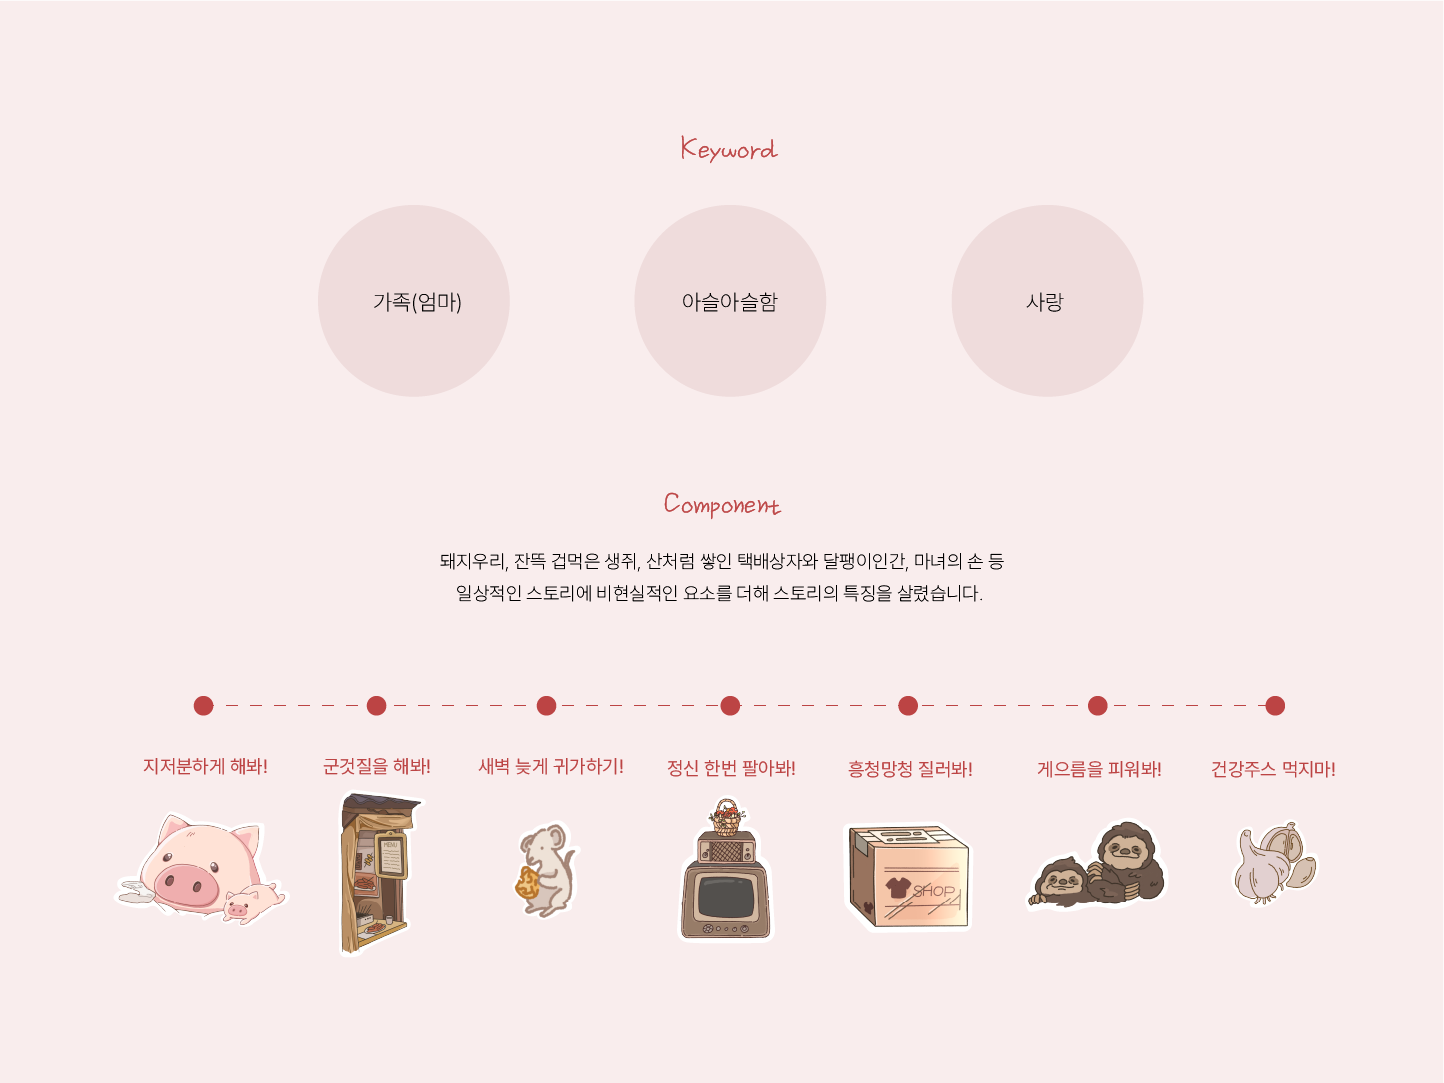 Keyword
가족(엄마)
아슬아슬함
사랑
Component
돼지우리, 잔뜩 겁먹은 생쥐, 산처럼 쌓인 택배상자와 달팽이인간, 마녀의 손 등
일상적인 스토리에 비현실적인 요소를 더해 스토리의 특징을 살렸습니다.
지저분하게 해봐!
군것질을 해봐!
새벽 늦게 귀가하기!
정신 한번 팔아봐!
흥청망청 질러봐!
게으름을 피워봐!
건강주스 먹지마!
MENU
SHOP